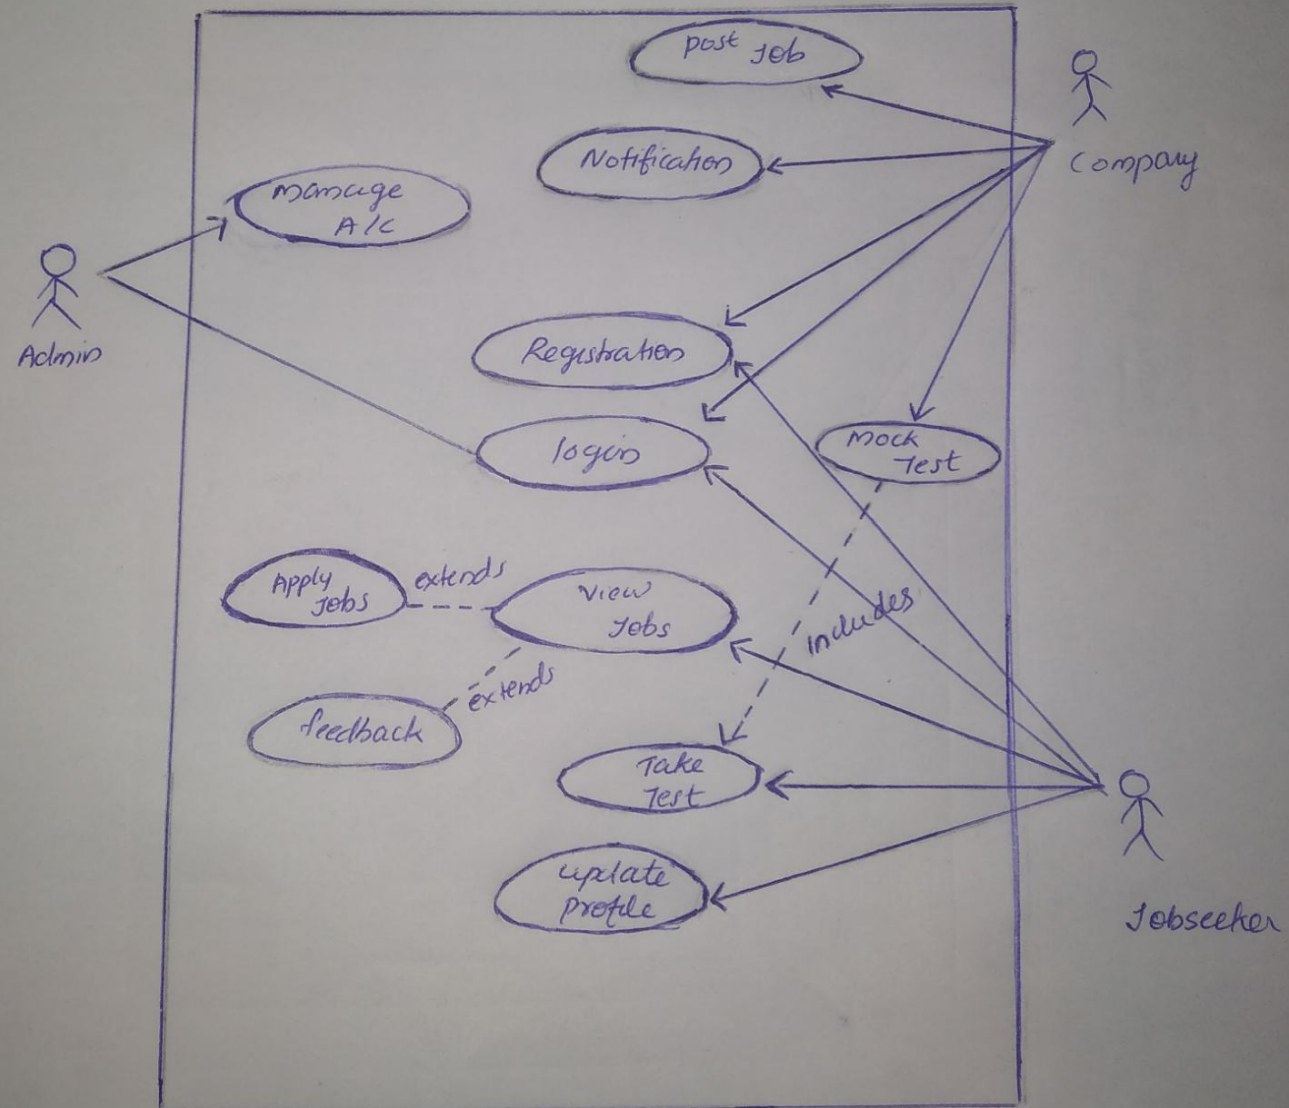 post Job
Notification
Company
manage
A/C
Registration
Admin
login
mock
Test
Apply
Jobs
extends
view
Jobs
includes
extends
feedback
Take
Test
update
profile
Jobseeker